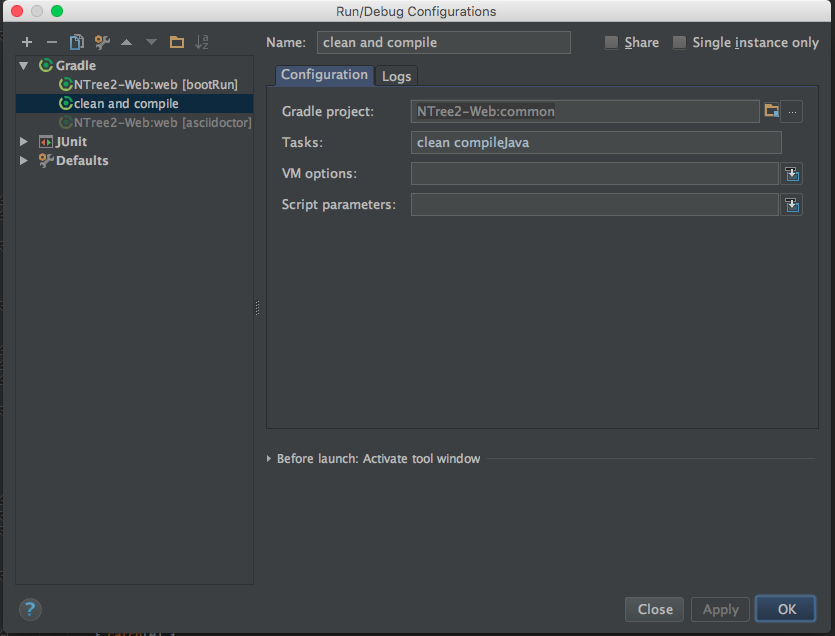 Run/Debug Configurations
Name: clean and compile Share Single instance only
Gradle
NTree2-Web:web [bootRun]
clean and compile
NTree2-Web:web [asciidoctor]
JUnit
Defaults
Configuration Logs
Gradle project: NTree2-Web:common ...
Tasks: clean compileJava
VM options:
Script parameters:
Before launch: Activate tool window
? Close Apply OK